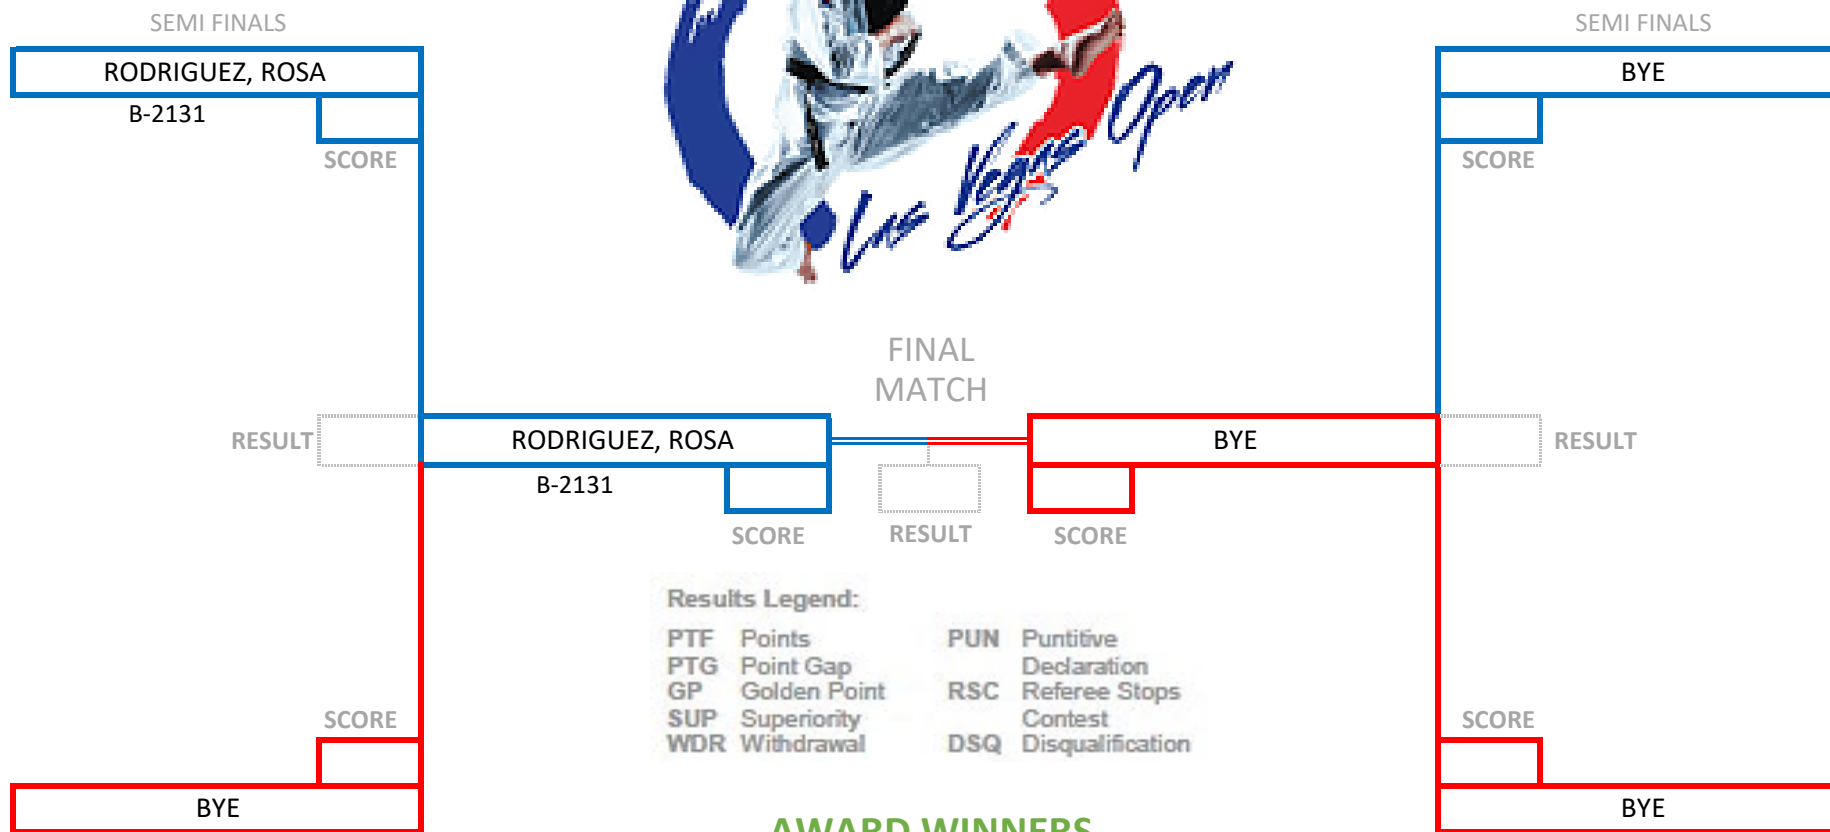 SEMI FINALS
SEMI FINALS
RODRIGUEZ, ROSA
BYE
B-2131
SCORE
SCORE
Las Vegas Open
FINAL
MATCH
RESULT
RODRIGUEZ, ROSA
BYE
RESULT
B-2131
SCORE
RESULT
SCORE
Results Legend:
PTF Points
PTG Point Gap
GP Golden Point
SUP Superiority
WDR Withdrawal
PUN Puntitive
Declaration
RSC Referee Stops
Contest
DSQ Disqualification
SCORE
SCORE
BYE
BYE
AWARD WINNERS